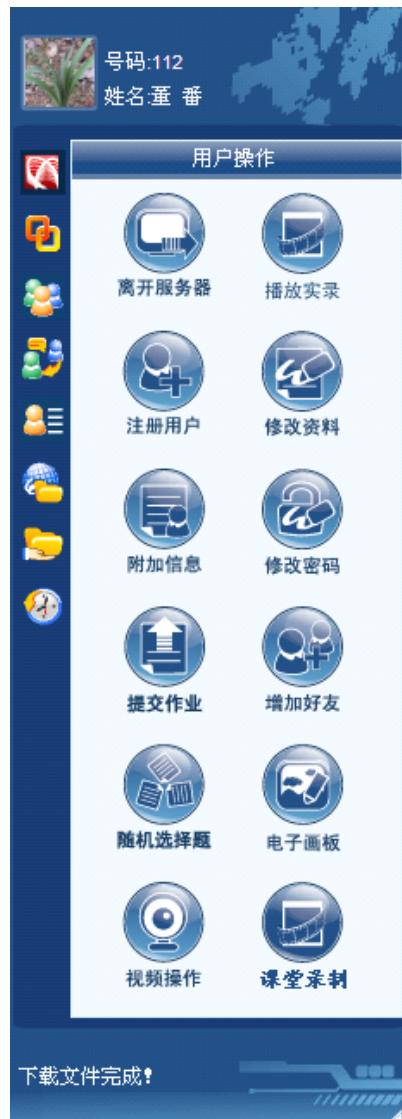 号码:112
姓名:堇 番
用户操作
离开服务器 播放实录
注册用户 修改资料
附加信息 修改密码
提交作业 增加好友
随机选择题 电子画板
视频操作 课堂录制
下载文件完成!